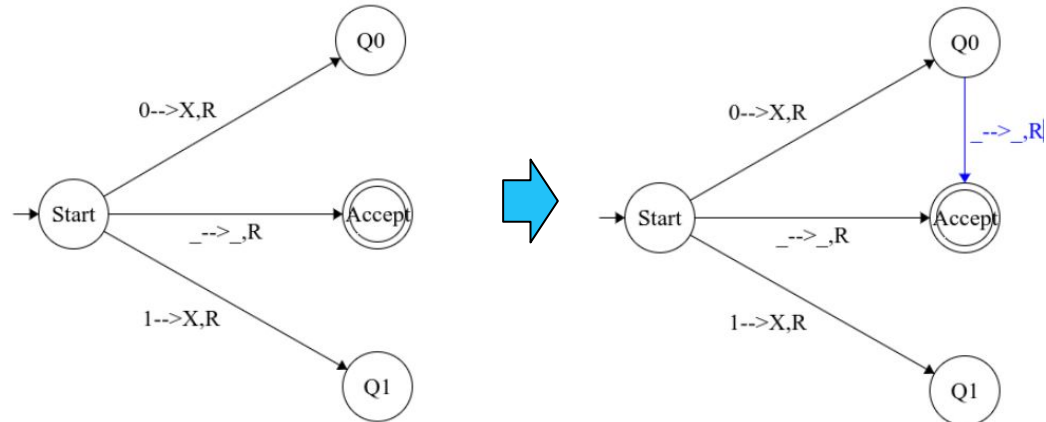 Q0
0-->X,R
Start
Accept
_-->_,R
1-->X,R
Q1
Q0
0-->X,R
_-->_,R
Start
Accept
_-->_,R
1-->X,R
Q1